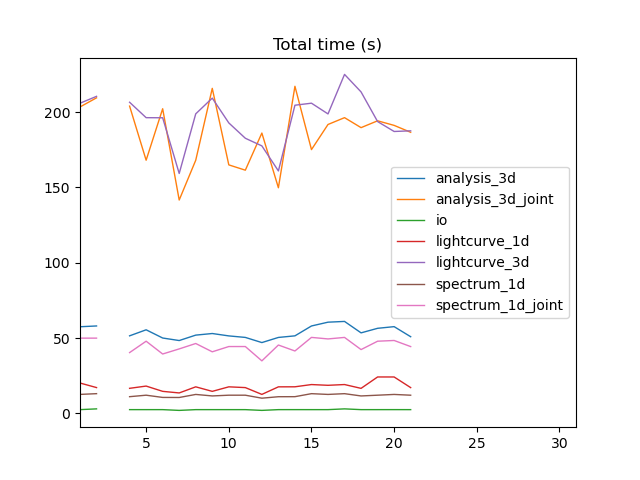 Total time (s)
200
150
100
50
0
analysis_3d
analysis_3d_joint
io
lightcurve_1d
lightcurve_3d
spectrum_1d
spectrum_1d_joint
5 10 15 20 25 30